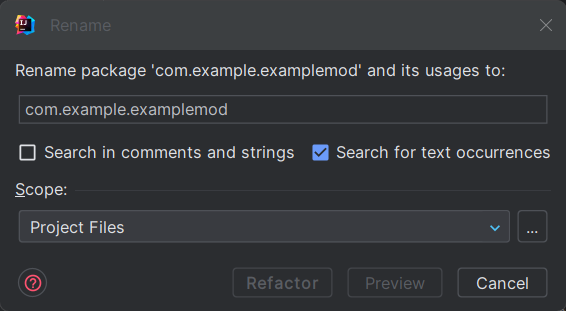 Rename
Rename package 'com.example.examplemod' and its usages to:
com.example.examplemod
Search in comments and strings Search for text occurrences
Scope:
Project Files ...
? Refactor Preview Cancel